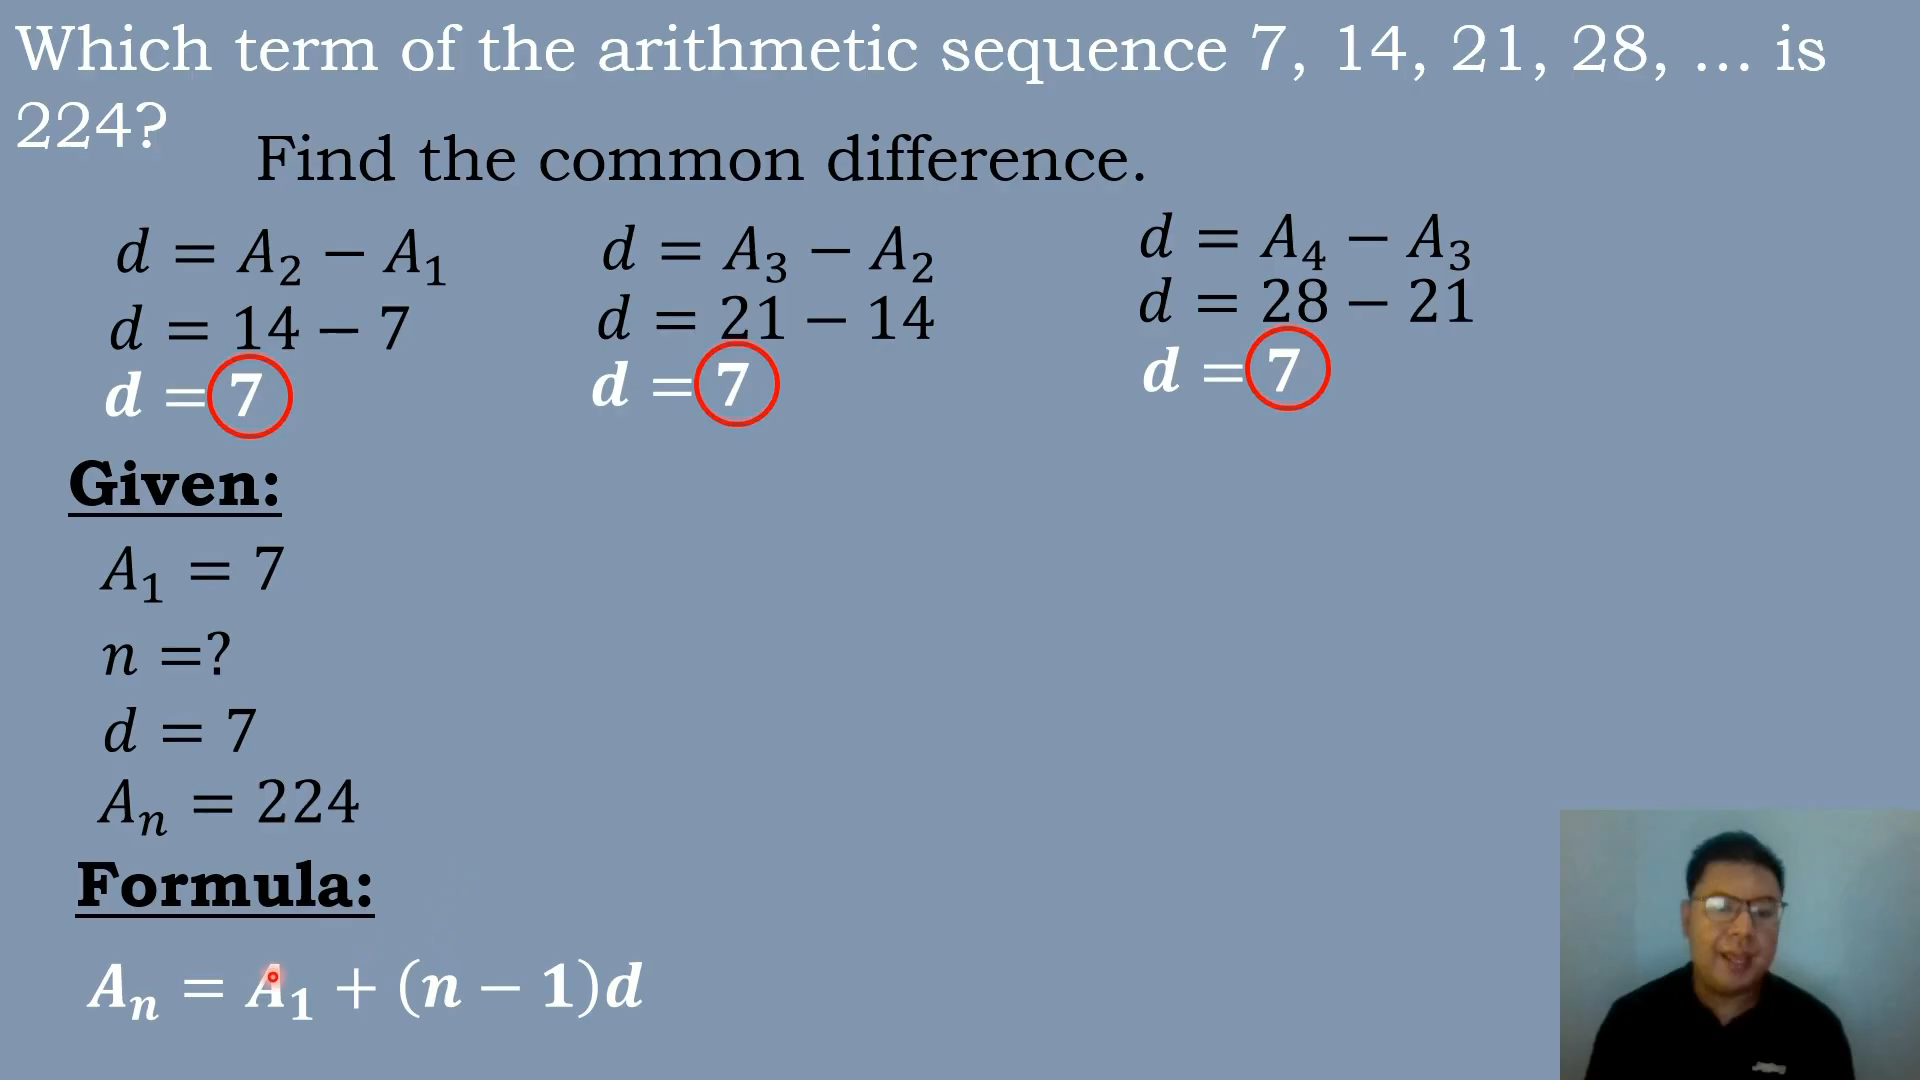 Which term of the arithmetic sequence 7, 14, 21, 28, … is
224?
Find the common difference.
d = A₂ − A₁
d = 14 − 7
d = 7
d = A₃ − A₂
d = 21 − 14
d = 7
d = A₄ − A₃
d = 28 − 21
d = 7
Given:
A₁ = 7
n =?
d = 7
Aₙ = 224
Formula:
Aₙ = A₁ + (n − 1)d